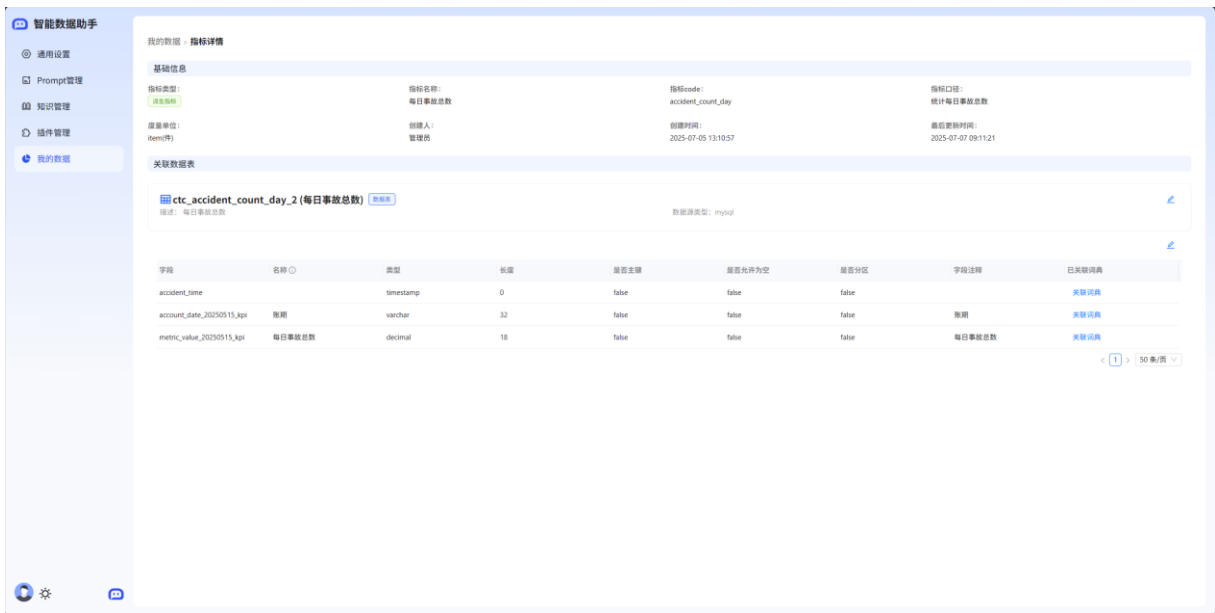 智能数据助手
通用设置
Prompt管理
知识管理
插件管理
我的数据
我的数据 > 指标详情
基础信息
指标类型: 指标名称: 指标code: 指标口径:
派生指标 每日事故总数 accident_count_day 统计每日事故总数
度量单位: 创建人: 创建时间: 最后更新时间:
item(件) 管理员 2025-07-05 13:10:57 2025-07-07 09:11:21
关联数据表
ctc_accident_count_day_2 (每日事故总数) 数据表
描述: 每日事故总数 数据源类型: mysql
字段 名称 类型 长度 是否主键 是否允许为空 是否分区 字段注释 已关联词典
accident_time timestamp 0 false false false 关联词典
account_date_20250515_kpi 账期 varchar 32 false false false 账期 关联词典
metric_value_20250515_kpi 每日事故总数 decimal 18 false false false 每日事故总数 关联词典
< 1 > 50 条/页